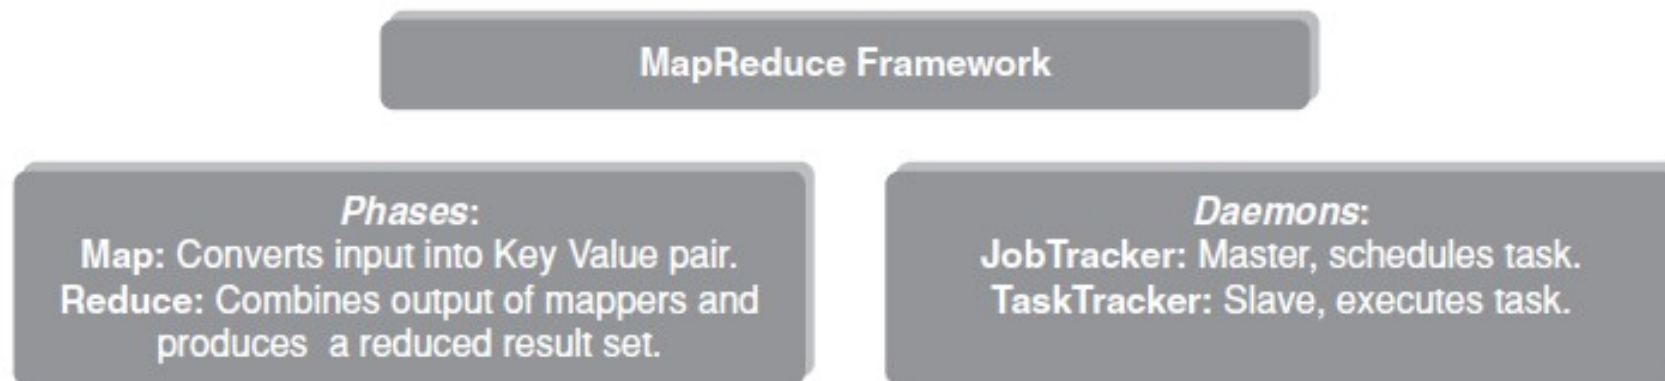 MapReduce Framework
Phases:
Map: Converts input into Key Value pair.
Reduce: Combines output of mappers and
produces a reduced result set.
Daemons:
JobTracker: Master, schedules task.
TaskTracker: Slave, executes task.